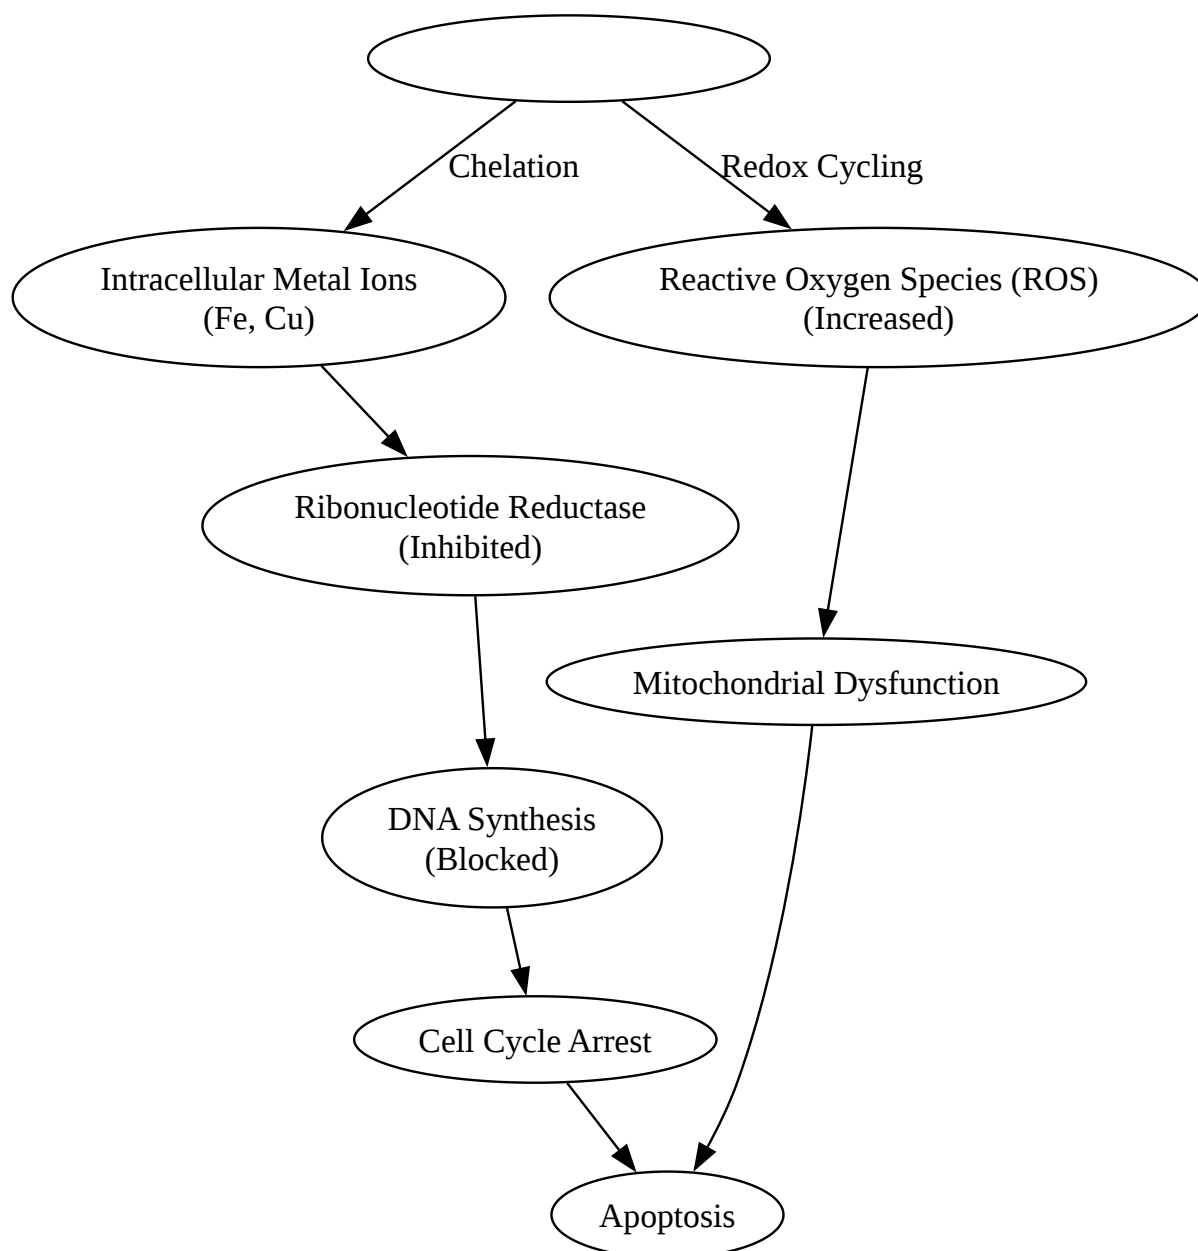 Chelation
Redox Cycling
Intracellular Metal Ions
(Fe, Cu)
Reactive Oxygen Species (ROS)
(Increased)
Ribonucleotide Reductase
(Inhibited)
Mitochondrial Dysfunction
DNA Synthesis
(Blocked)
Cell Cycle Arrest
Apoptosis